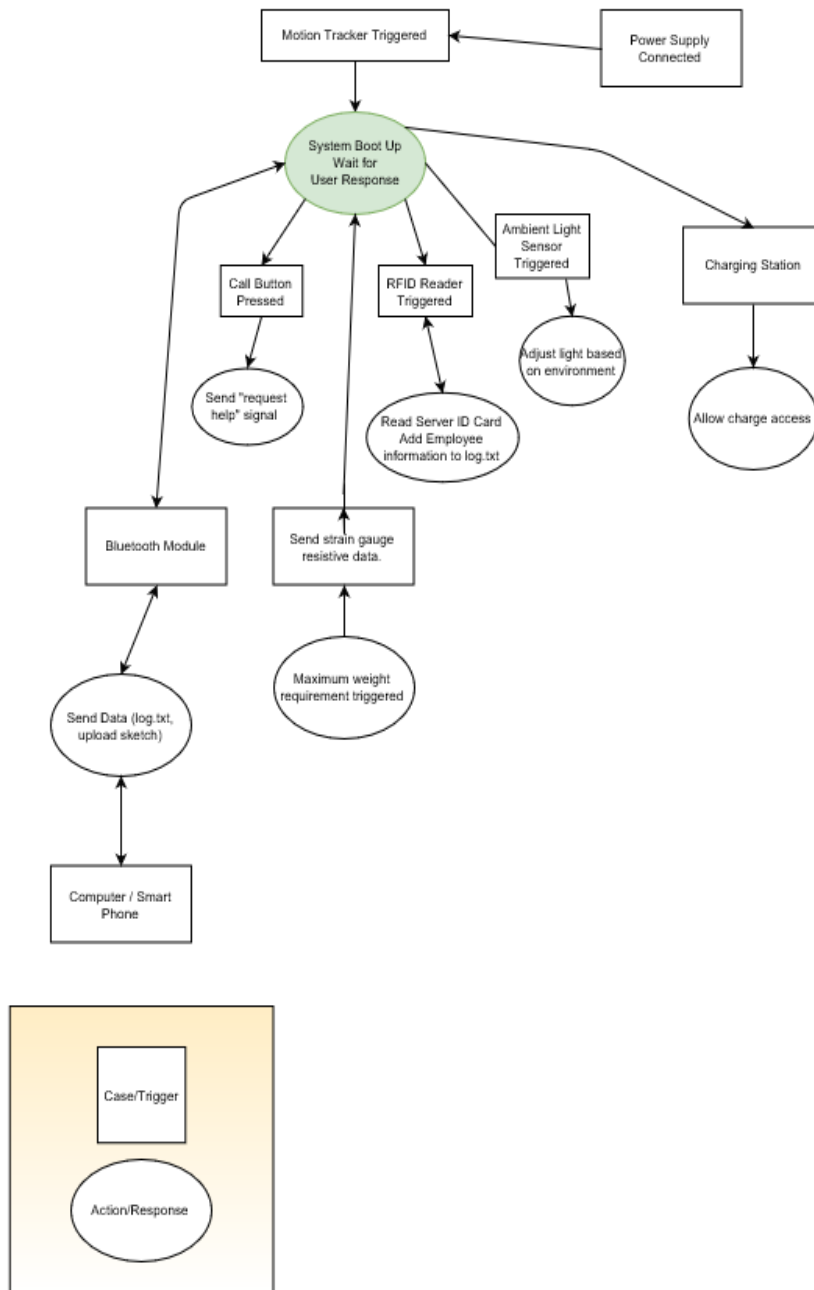 Motion Tracker Triggered
Power Supply
Connected
System Boot Up
Wait for
User Response
Ambient Light
Sensor
Triggered
Call Button
Pressed
RFID Reader
Triggered
Charging Station
Adjust light based
on environment
Send "request
help" signal
Read Server ID Card
Add Employee
information to log.txt
Allow charge access
Bluetooth Module
Send strain gauge
resistive data.
Maximum weight
requirement triggered
Send Data (log.txt,
upload sketch)
Computer / Smart
Phone
Case/Trigger
Action/Response